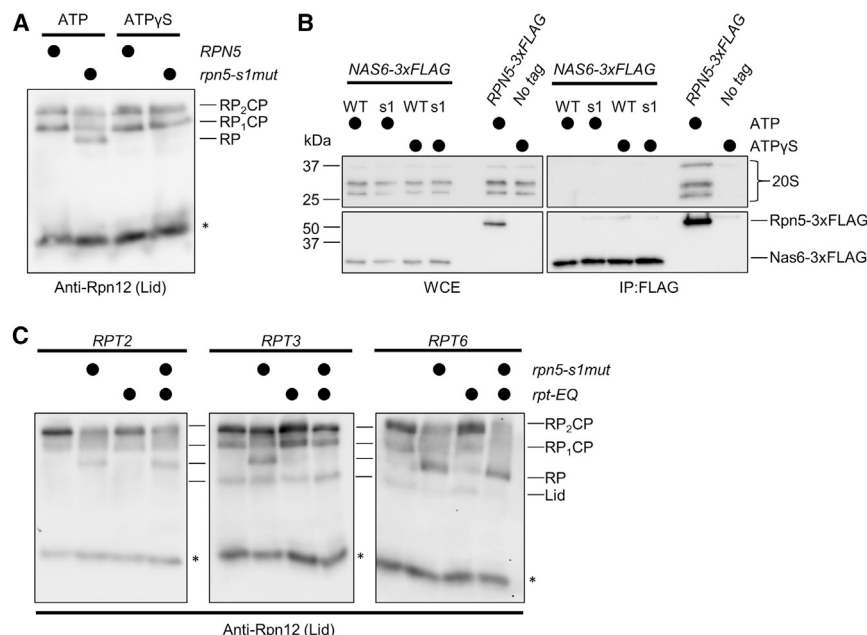 A
ATP ATPγS
RPN5
rpn5-s1mut
RP2CP
RP1CP
RP
*
Anti-Rpn12 (Lid)
B
NAS6-3xFLAG RPN5-3xFLAG No tag NAS6-3xFLAG RPN5-3xFLAG No tag
WT s1 WT s1 WT s1 WT s1
ATP
ATPγS
kDa
37
25
20S
50
37
Rpn5-3xFLAG
Nas6-3xFLAG
WCE IP:FLAG
C
RPT2 RPT3 RPT6
rpn5-s1mut
rpt-EQ
RP2CP
RP1CP
RP
Lid
* * *
Anti-Rpn12 (Lid)